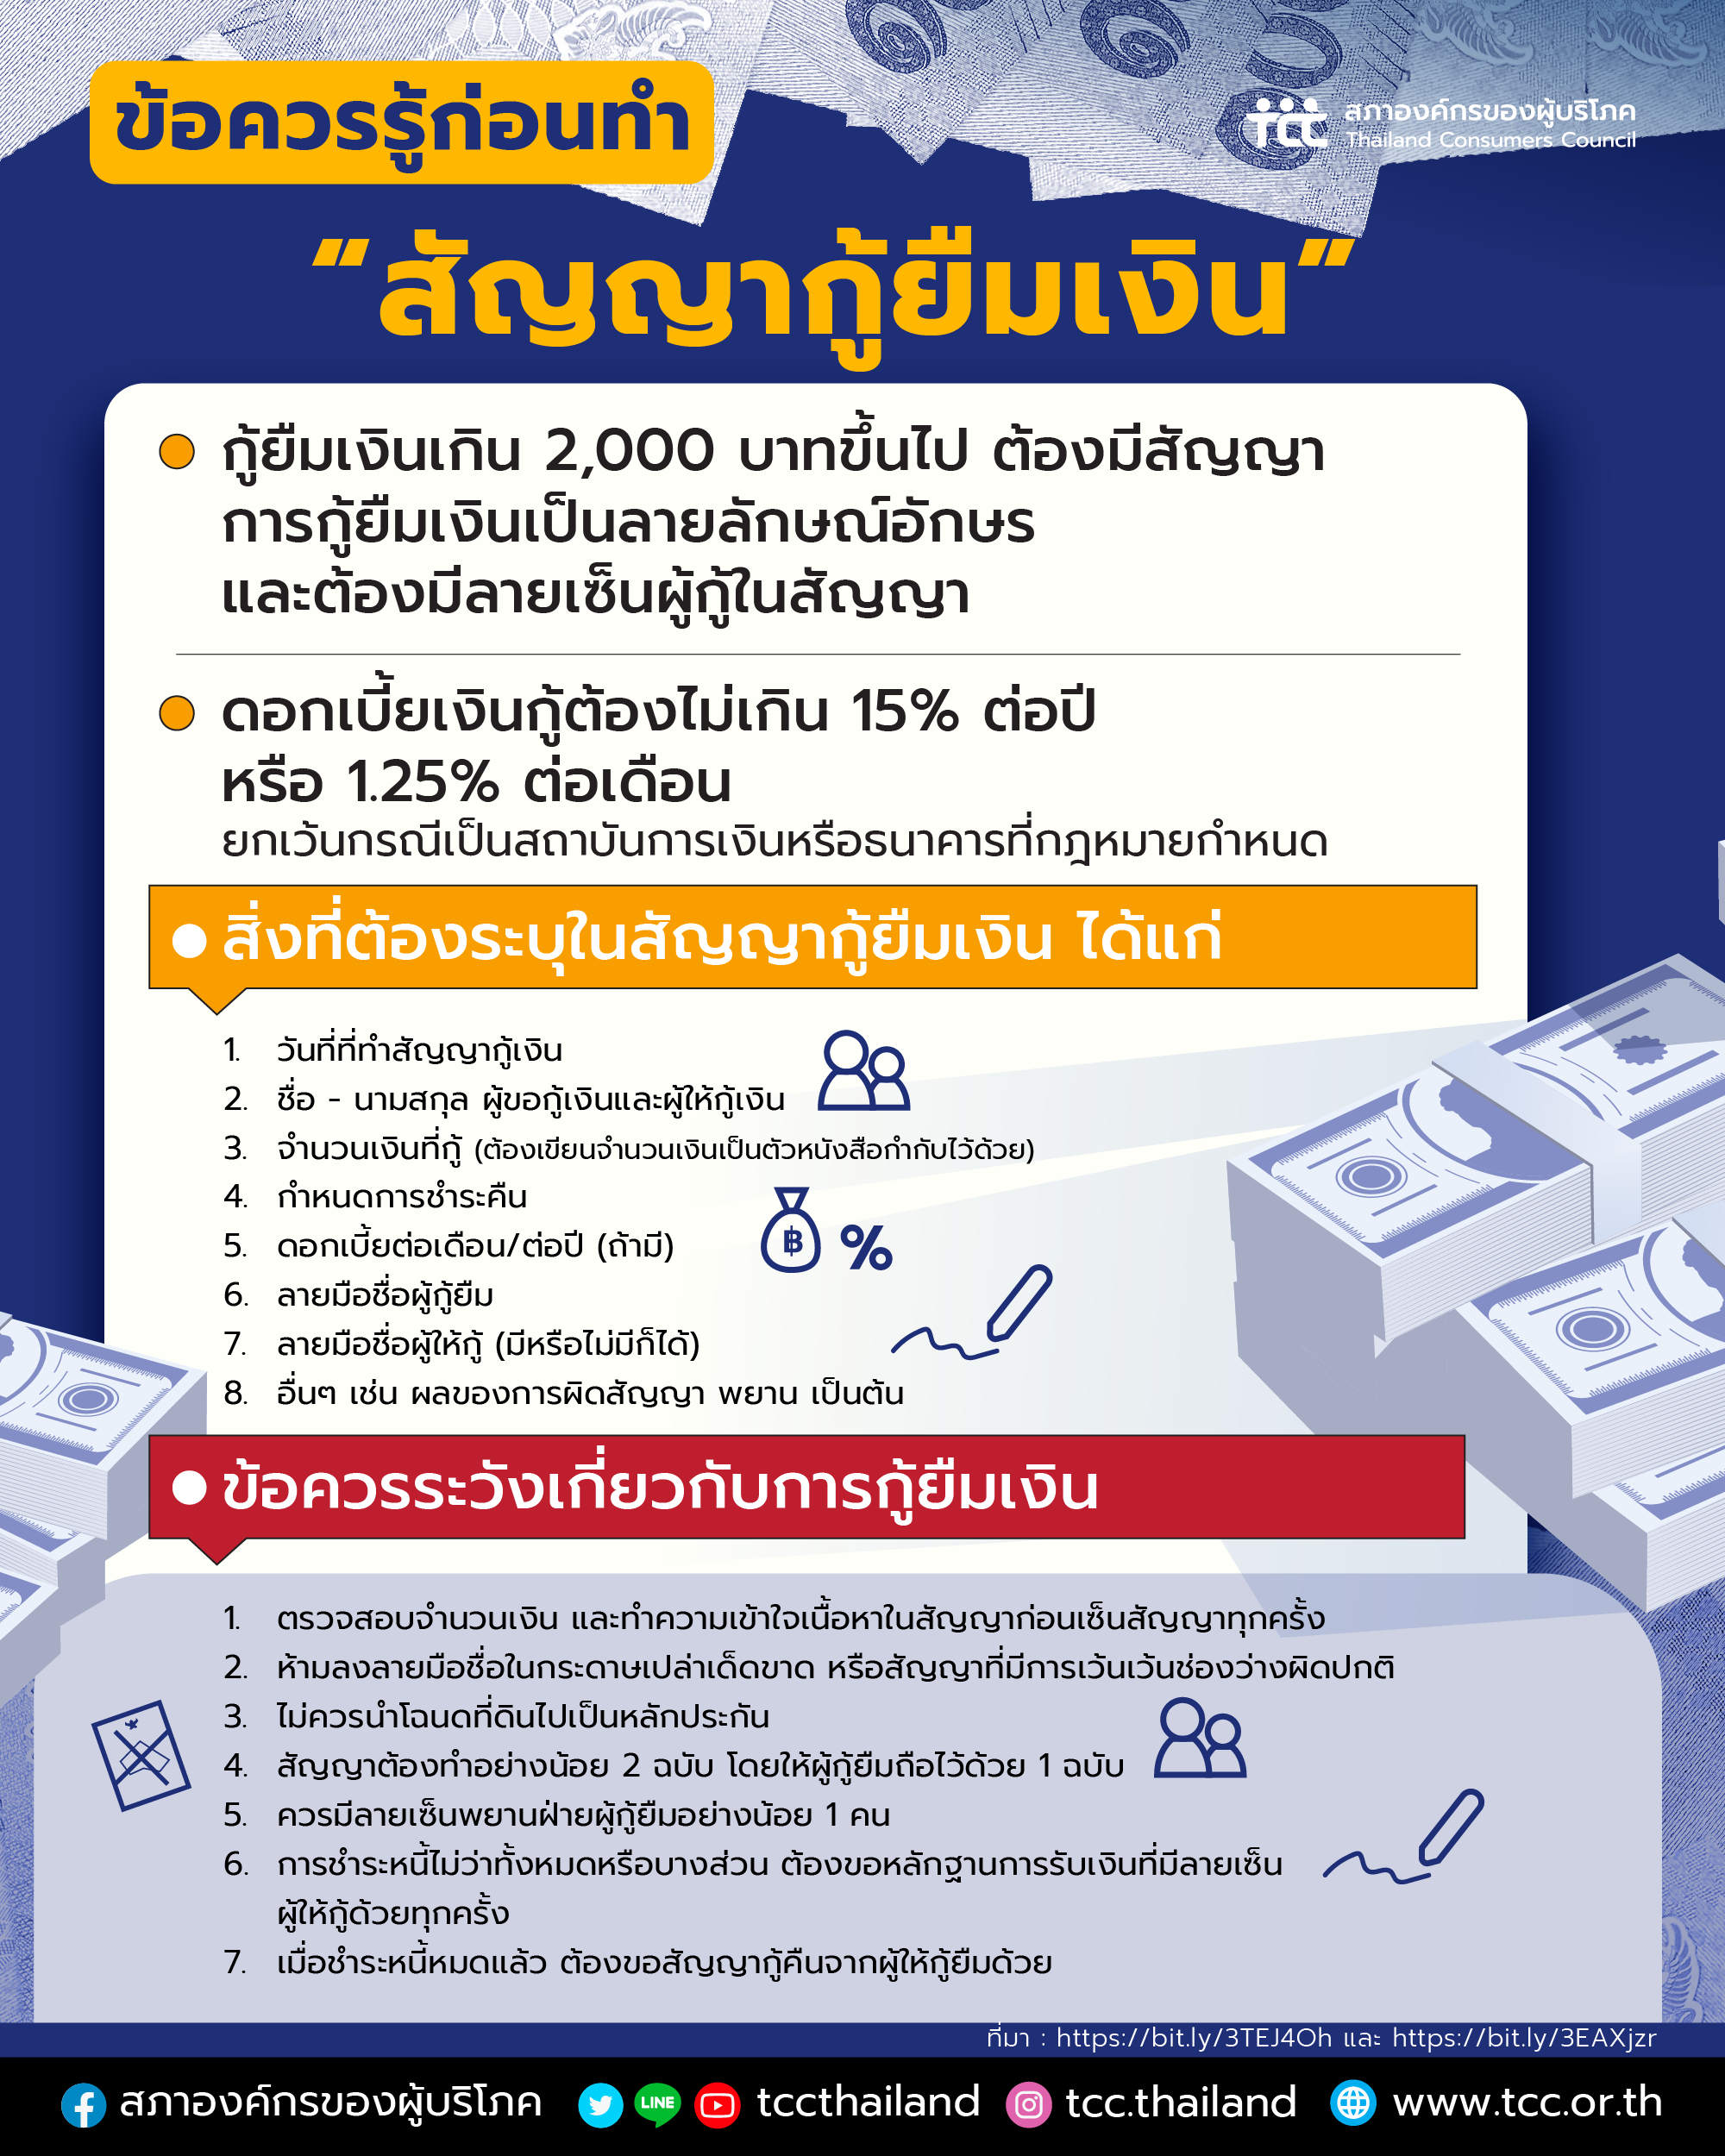 ข้อควรรู้ก่อนทำ
tcc สภาองค์กรของผู้บริโภค
Thailand Consumers Council
"สัญญากู้ยืมเงิน"
กู้ยืมเงินเกิน 2,000 บาทขึ้นไป ต้องมีสัญญา
การกู้ยืมเงินเป็นลายลักษณ์อักษร
และต้องมีลายเซ็นผู้กู้ในสัญญา
ดอกเบี้ยเงินกู้ต้องไม่เกิน 15% ต่อปี
หรือ 1.25% ต่อเดือน
ยกเว้นกรณีเป็นสถาบันการเงินหรือธนาคารที่กฎหมายกำหนด
สิ่งที่ต้องระบุในสัญญากู้ยืมเงิน ได้แก่
1. วันที่ที่ทำสัญญากู้เงิน
2. ชื่อ - นามสกุล ผู้ขอกู้เงินและผู้ให้กู้เงิน
3. จำนวนเงินที่กู้ (ต้องเขียนจำนวนเงินเป็นตัวหนังสือกำกับไว้ด้วย)
4. กำหนดการชำระคืน
5. ดอกเบี้ยต่อเดือน/ต่อปี (ถ้ามี)
฿ %
6. ลายมือชื่อผู้กู้ยืม
7. ลายมือชื่อผู้ให้กู้ (มีหรือไม่มีก็ได้)
8. อื่นๆ เช่น ผลของการผิดสัญญา พยาน เป็นต้น
ข้อควรระวังเกี่ยวกับการกู้ยืมเงิน
1. ตรวจสอบจำนวนเงิน และทำความเข้าใจเนื้อหาในสัญญาก่อนเซ็นสัญญาทุกครั้ง
2. ห้ามลงลายมือชื่อในกระดาษเปล่าเด็ดขาด หรือสัญญาที่มีการเว้นเว้นช่องว่างผิดปกติ
3. ไม่ควรนำโฉนดที่ดินไปเป็นหลักประกัน
4. สัญญาต้องทำอย่างน้อย 2 ฉบับ โดยให้ผู้กู้ยืมถือไว้ด้วย 1 ฉบับ
5. ควรมีลายเซ็นพยานฝ่ายผู้กู้ยืมอย่างน้อย 1 คน
6. การชำระหนี้ไม่ว่าทั้งหมดหรือบางส่วน ต้องขอหลักฐานการรับเงินที่มีลายเซ็น
ผู้ให้กู้ด้วยทุกครั้ง
7. เมื่อชำระหนี้หมดแล้ว ต้องขอสัญญากู้คืนจากผู้ให้กู้ยืมด้วย
ที่มา : https://bit.ly/3TEJ4Oh และ https://bit.ly/3EAXjzr
สภาองค์กรของผู้บริโภค LINE tccthailand tcc.thailand www.tcc.or.th